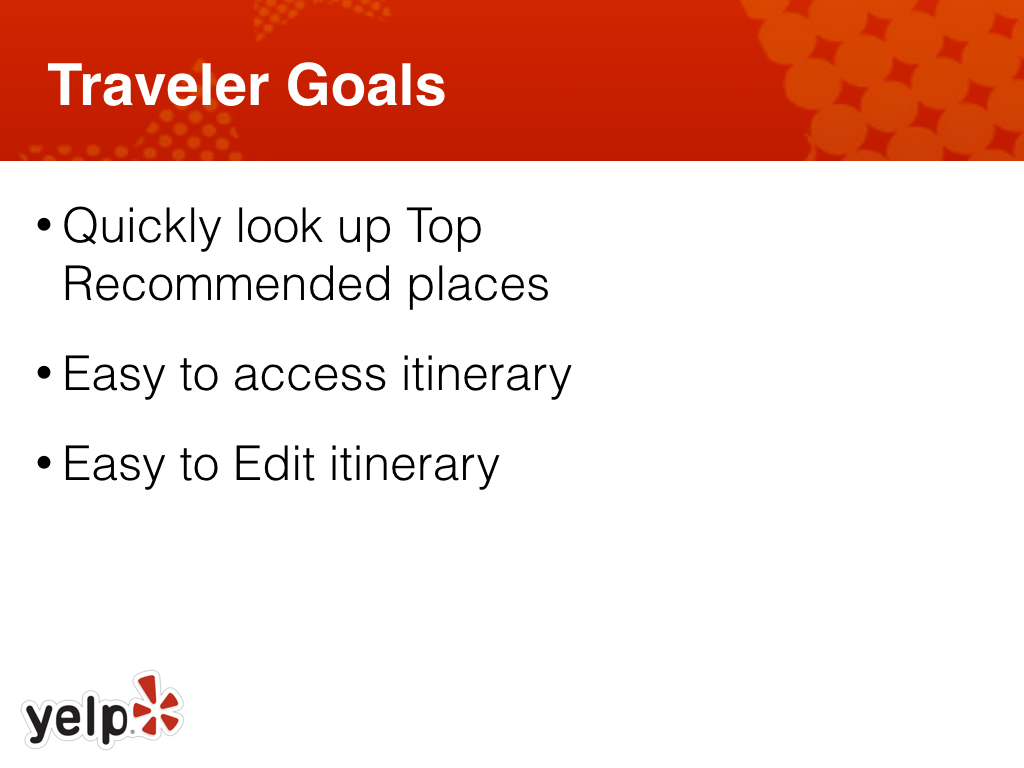 Traveler Goals
• Quickly look up Top
Recommended places
• Easy to access itinerary
• Easy to Edit itinerary
yelp